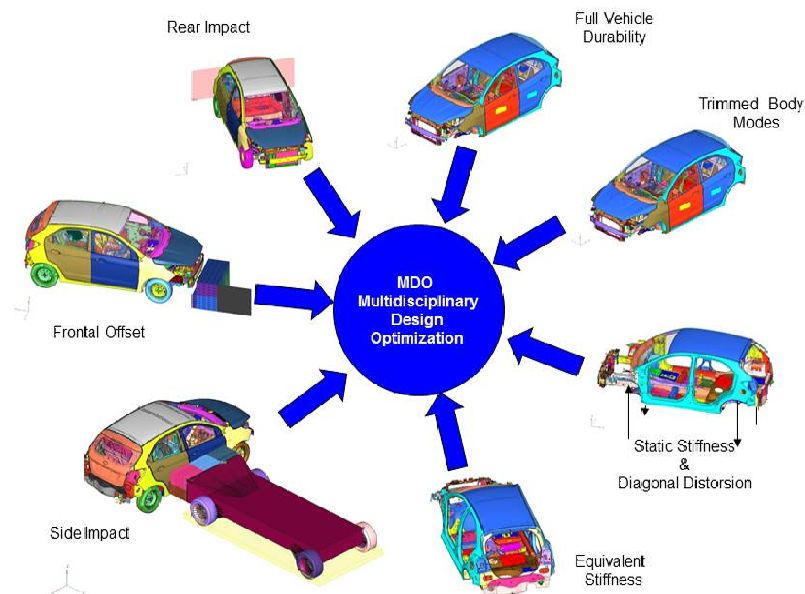 Rear Impact
Full Vehicle
Durability
Trimmed Body
Modes
MDO
Multidisciplinary
Design
Optimization
Frontal Offset
Static Stiffness
&
Diagonal Distorsion
Side Impact
Equivalent
Stiffness